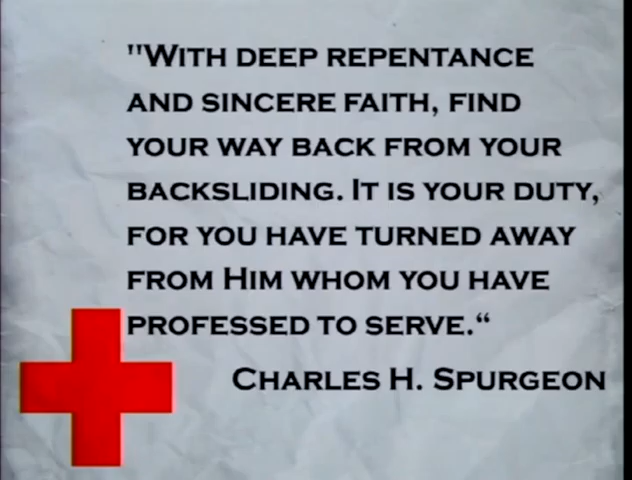 "WITH DEEP REPENTANCE
AND SINCERE FAITH, FIND
YOUR WAY BACK FROM YOUR
BACKSLIDING. IT IS YOUR DUTY,
FOR YOU HAVE TURNED AWAY
FROM HIM WHOM YOU HAVE
PROFESSED TO SERVE.“
CHARLES H. SPURGEON